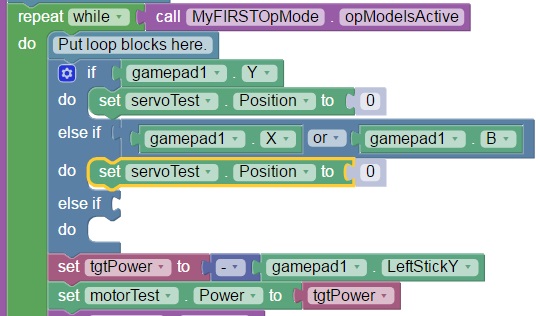 repeat while call MyFIRSTOpMode . opModeIsActive
do Put loop blocks here.
if gamepad1 . Y
do set servoTest . Position to 0
else if gamepad1 . X or gamepad1 . B
do set servoTest . Position to 0
else if
do
set tgtPower to - gamepad1 . LeftStickY
set motorTest . Power to tgtPower